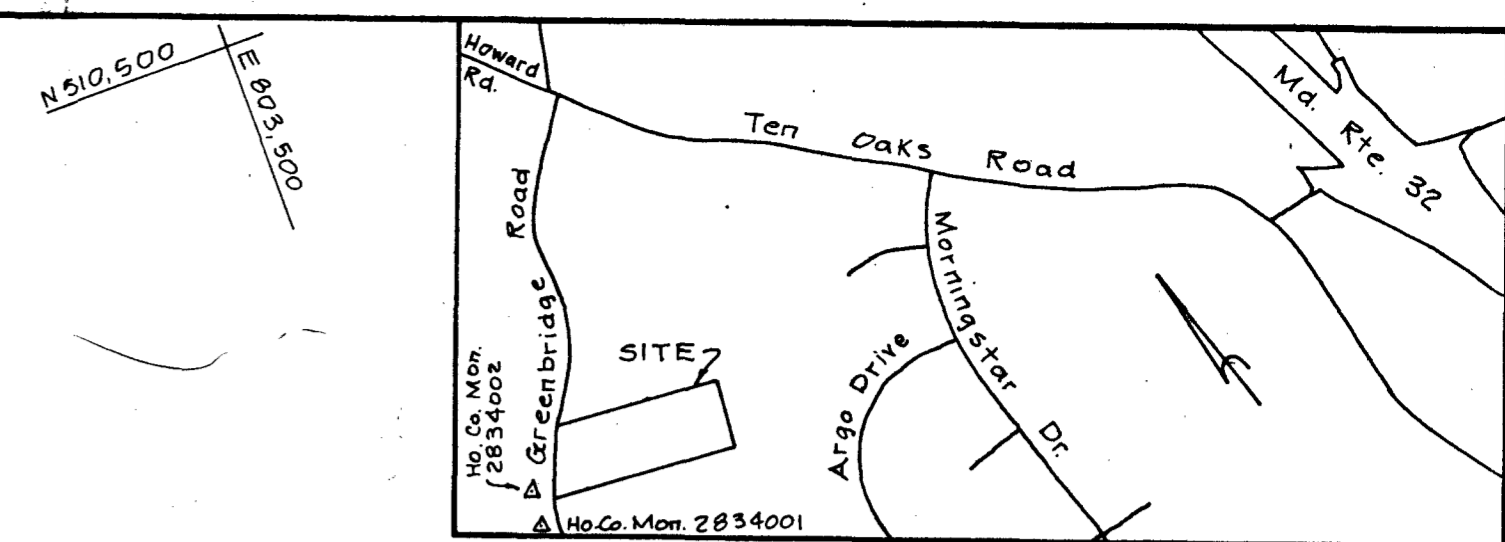 N 510,500
E 803,500
Howard
Rd.
Ten Oaks Road
Md. Rte. 32
Greenbridge Road
Morningstar Dr.
Argo Drive
SITE
Ho. Co. Mon.
2834002
Ho. Co. Mon. 2834001